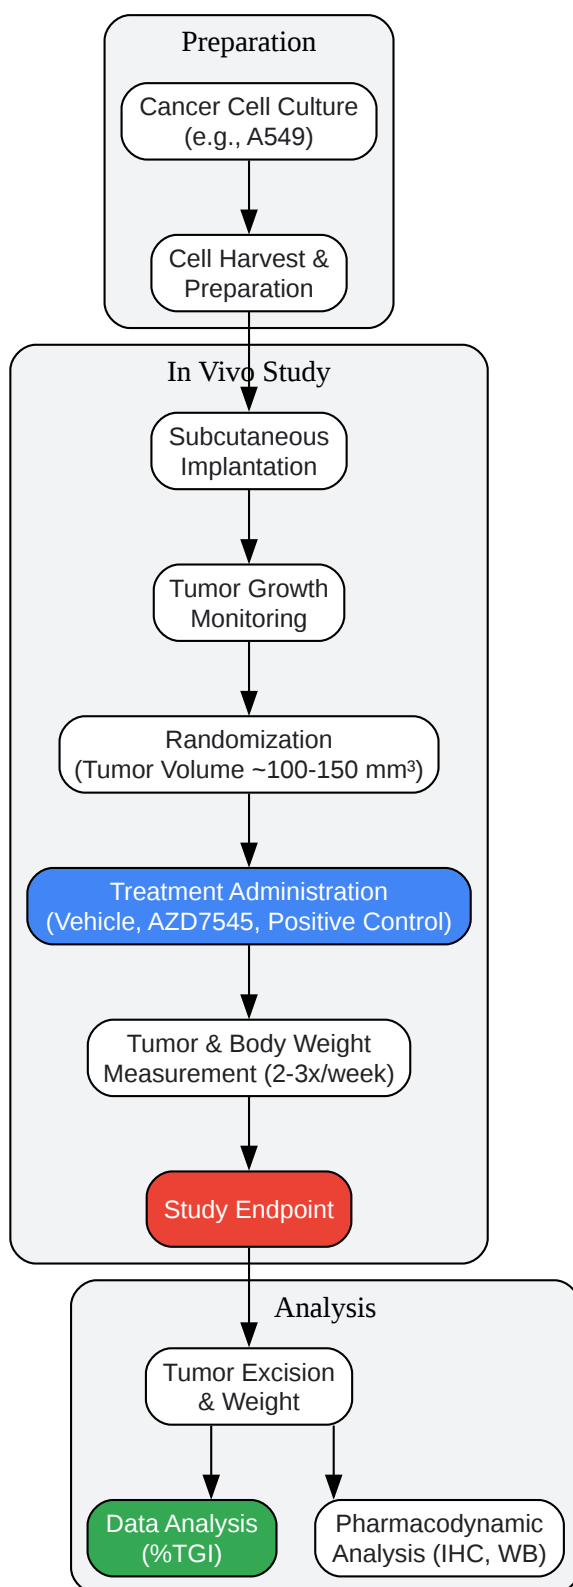 Preparation
Cancer Cell Culture
(e.g., A549)
Cell Harvest &
Preparation
In Vivo Study
Subcutaneous
Implantation
Tumor Growth
Monitoring
Randomization
(Tumor Volume ~100-150 mm³)
Treatment Administration
(Vehicle, AZD7545, Positive Control)
Tumor & Body Weight
Measurement (2-3x/week)
Study Endpoint
Analysis
Tumor Excision
& Weight
Data Analysis
(%TGI)
Pharmacodynamic
Analysis (IHC, WB)